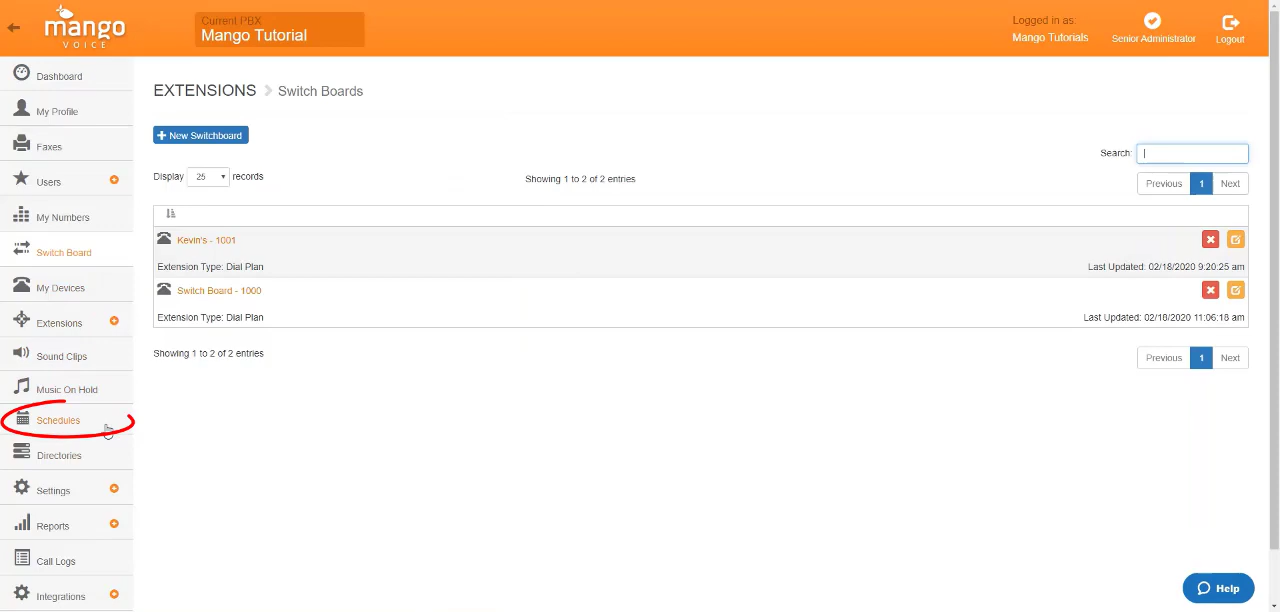 mango
VOICE
Current PBX
Mango Tutorial
Logged in as:
Mango Tutorials
Senior Administrator
Logout
Dashboard
My Profile
Faxes
Users
My Numbers
Switch Board
My Devices
Extensions
Sound Clips
Music On Hold
Schedules
Directories
Settings
Reports
Call Logs
Integrations
EXTENSIONS > Switch Boards
+ New Switchboard
Search:
Display 25 records
Showing 1 to 2 of 2 entries
Previous 1 Next
Kevin's - 1001
Extension Type: Dial Plan
Last Updated: 02/18/2020 9:20:25 am
Switch Board - 1000
Extension Type: Dial Plan
Last Updated: 02/18/2020 11:06:18 am
Showing 1 to 2 of 2 entries
Previous 1 Next
Help